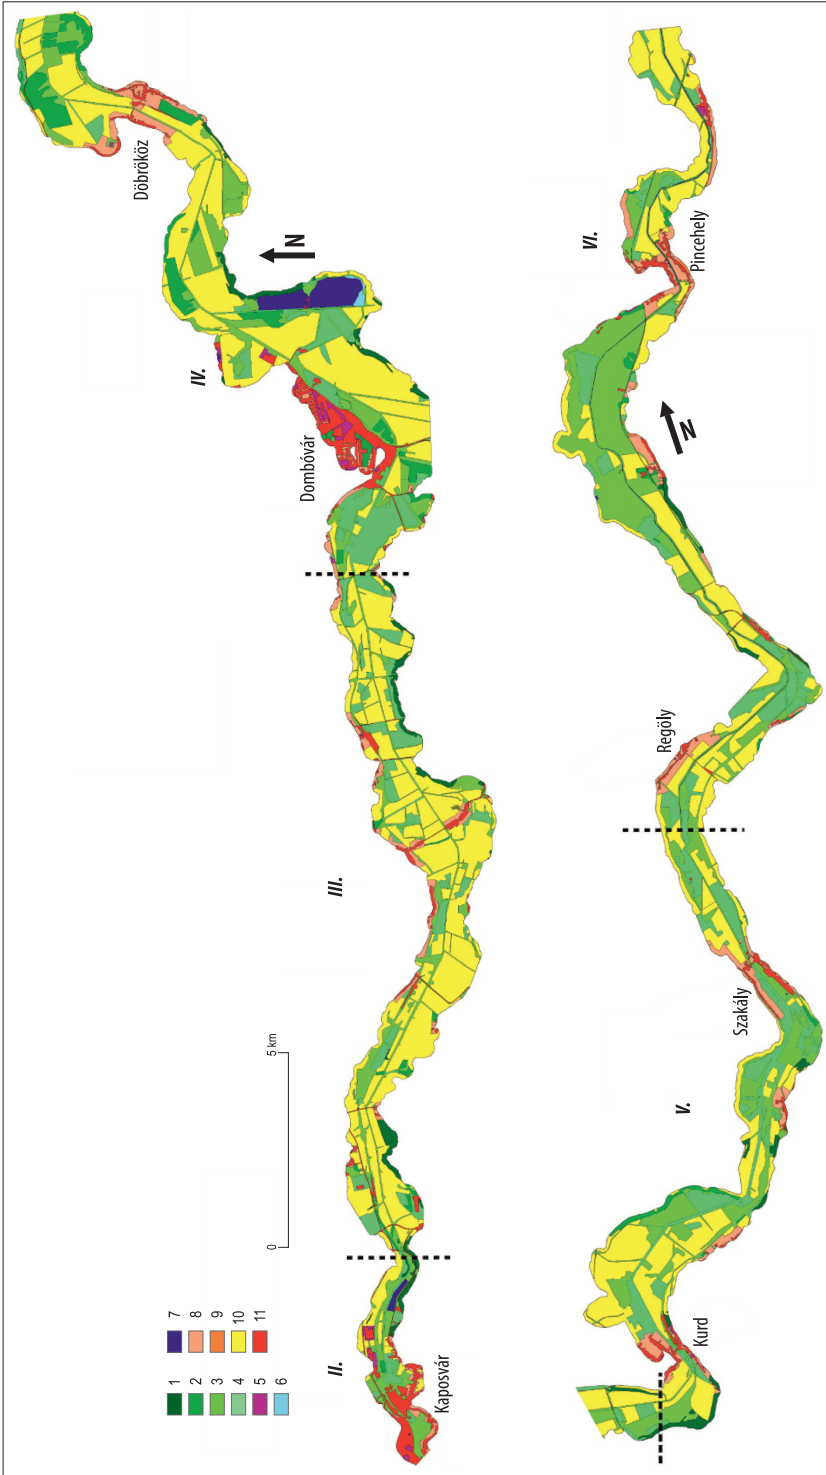 Döbrököz
N
IV.
Dombóvár
III.
5 km
0
1 7
2 8
3 9
4 10
5 11
6
II.
Kaposvár
VI.
Pincehely
N
Regöly
Szakály
V.
Kurd